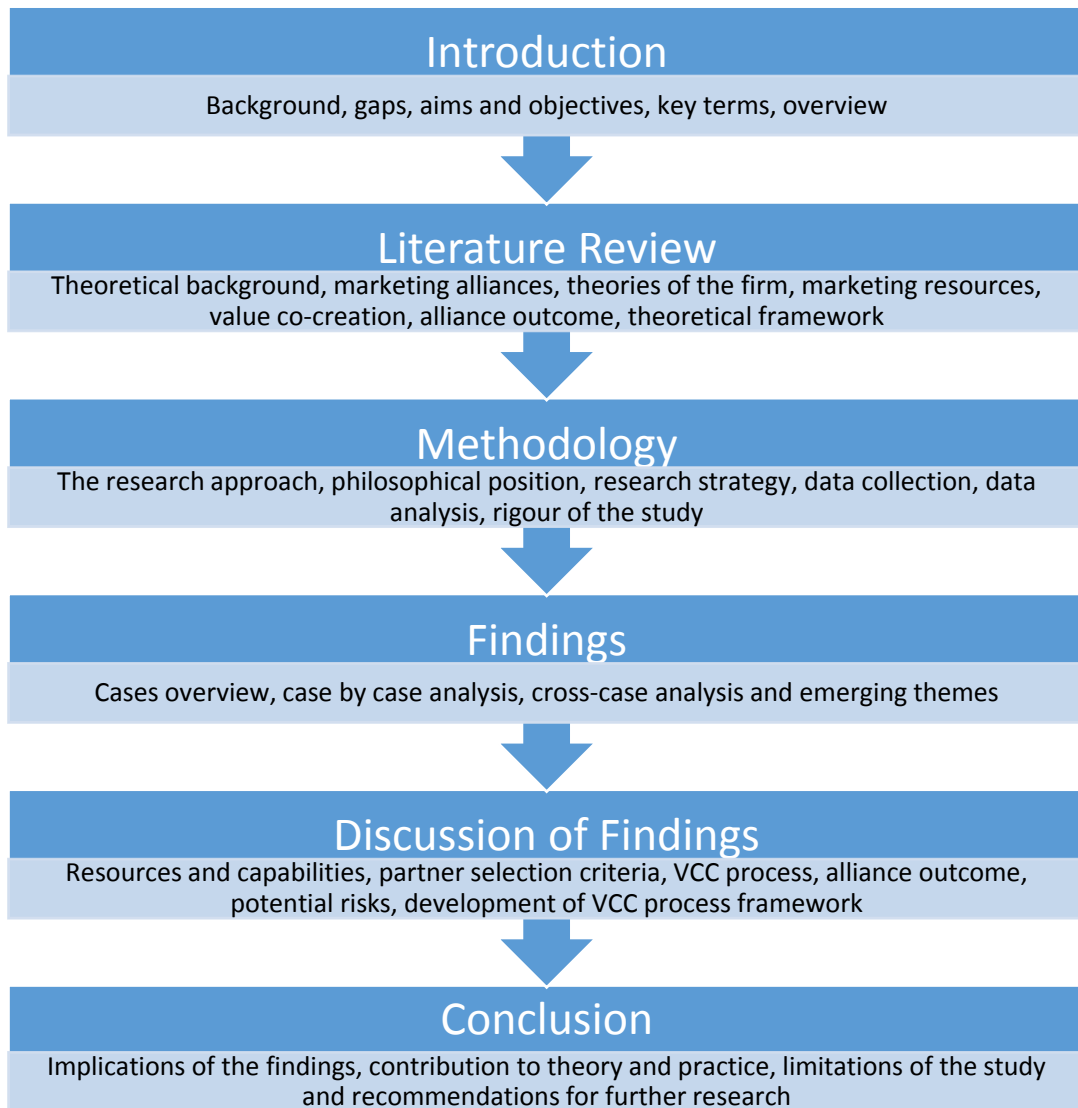 Introduction
Background, gaps, aims and objectives, key terms, overview
Literature Review
Theoretical background, marketing alliances, theories of the firm, marketing resources,
value co-creation, alliance outcome, theoretical framework
Methodology
The research approach, philosophical position, research strategy, data collection, data
analysis, rigour of the study
Findings
Cases overview, case by case analysis, cross-case analysis and emerging themes
Discussion of Findings
Resources and capabilities, partner selection criteria, VCC process, alliance outcome,
potential risks, development of VCC process framework
Conclusion
Implications of the findings, contribution to theory and practice, limitations of the study
and recommendations for further research